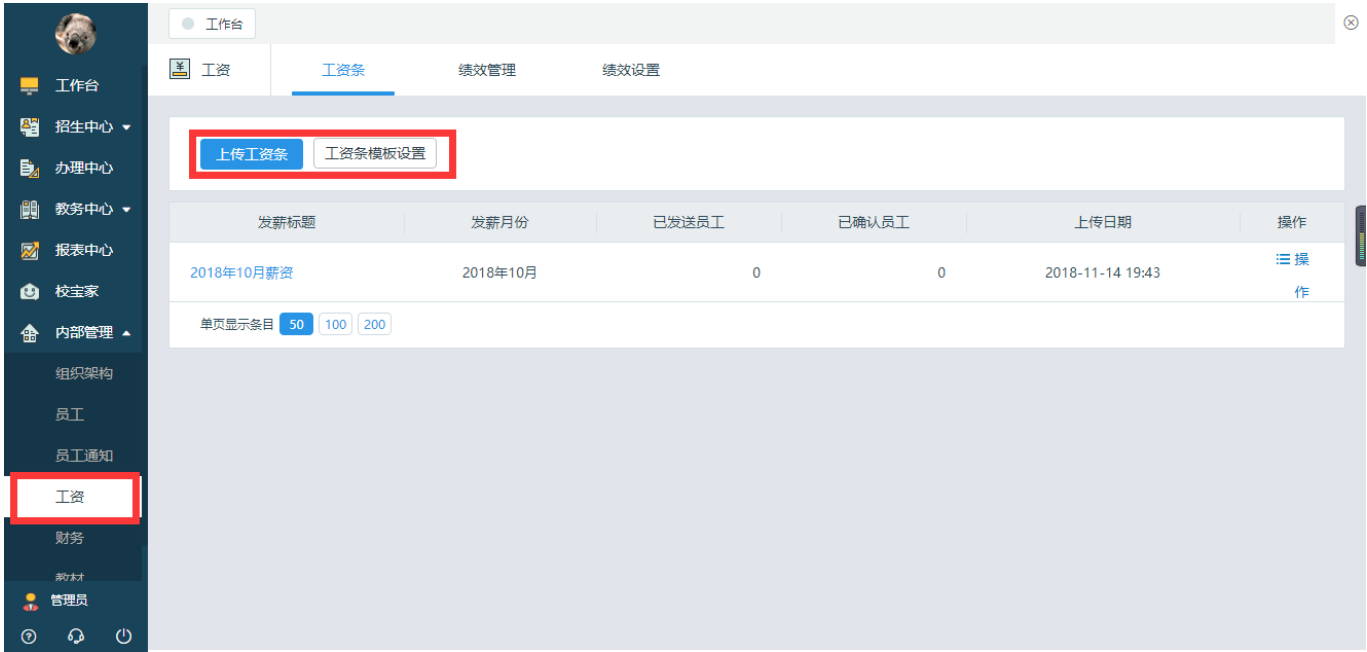 工作台
工资
工资条
绩效管理
绩效设置
工作台
招生中心
办理中心
教务中心
报表中心
校宝家
内部管理
组织架构
员工
员工通知
工资
财务
教材
管理员
上传工资条
工资条模板设置
发薪标题 发薪月份 已发送员工 已确认员工 上传日期 操作
2018年10月薪资 2018年10月 0 0 2018-11-14 19:43 操
作
单页显示条目 50 100 200